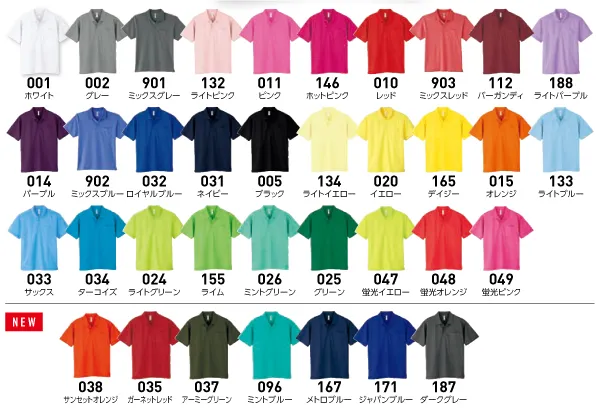 001 002 901 132 011 146 010 903 112 188
ホワイト グレー ミックスグレー ライトピンク ピンク ホットピンク レッド ミックスレッド バーガンディ ライトパープル
014 902 032 031 005 134 020 165 015 133
パープル ミックスブルー ロイヤルブルー ネイビー ブラック ライトイエロー イエロー デイジー オレンジ ライトブルー
033 034 024 155 026 025 047 048 049
サックス ターコイズ ライトグリーン ライム ミントグリーン グリーン 蛍光イエロー 蛍光オレンジ 蛍光ピンク
NEW
038 035 037 096 167 171 187
サンセットオレンジ ガーネットレッド アーミーグリーン ミントブルー メトロブルー ジャパンブルー ダークグレー